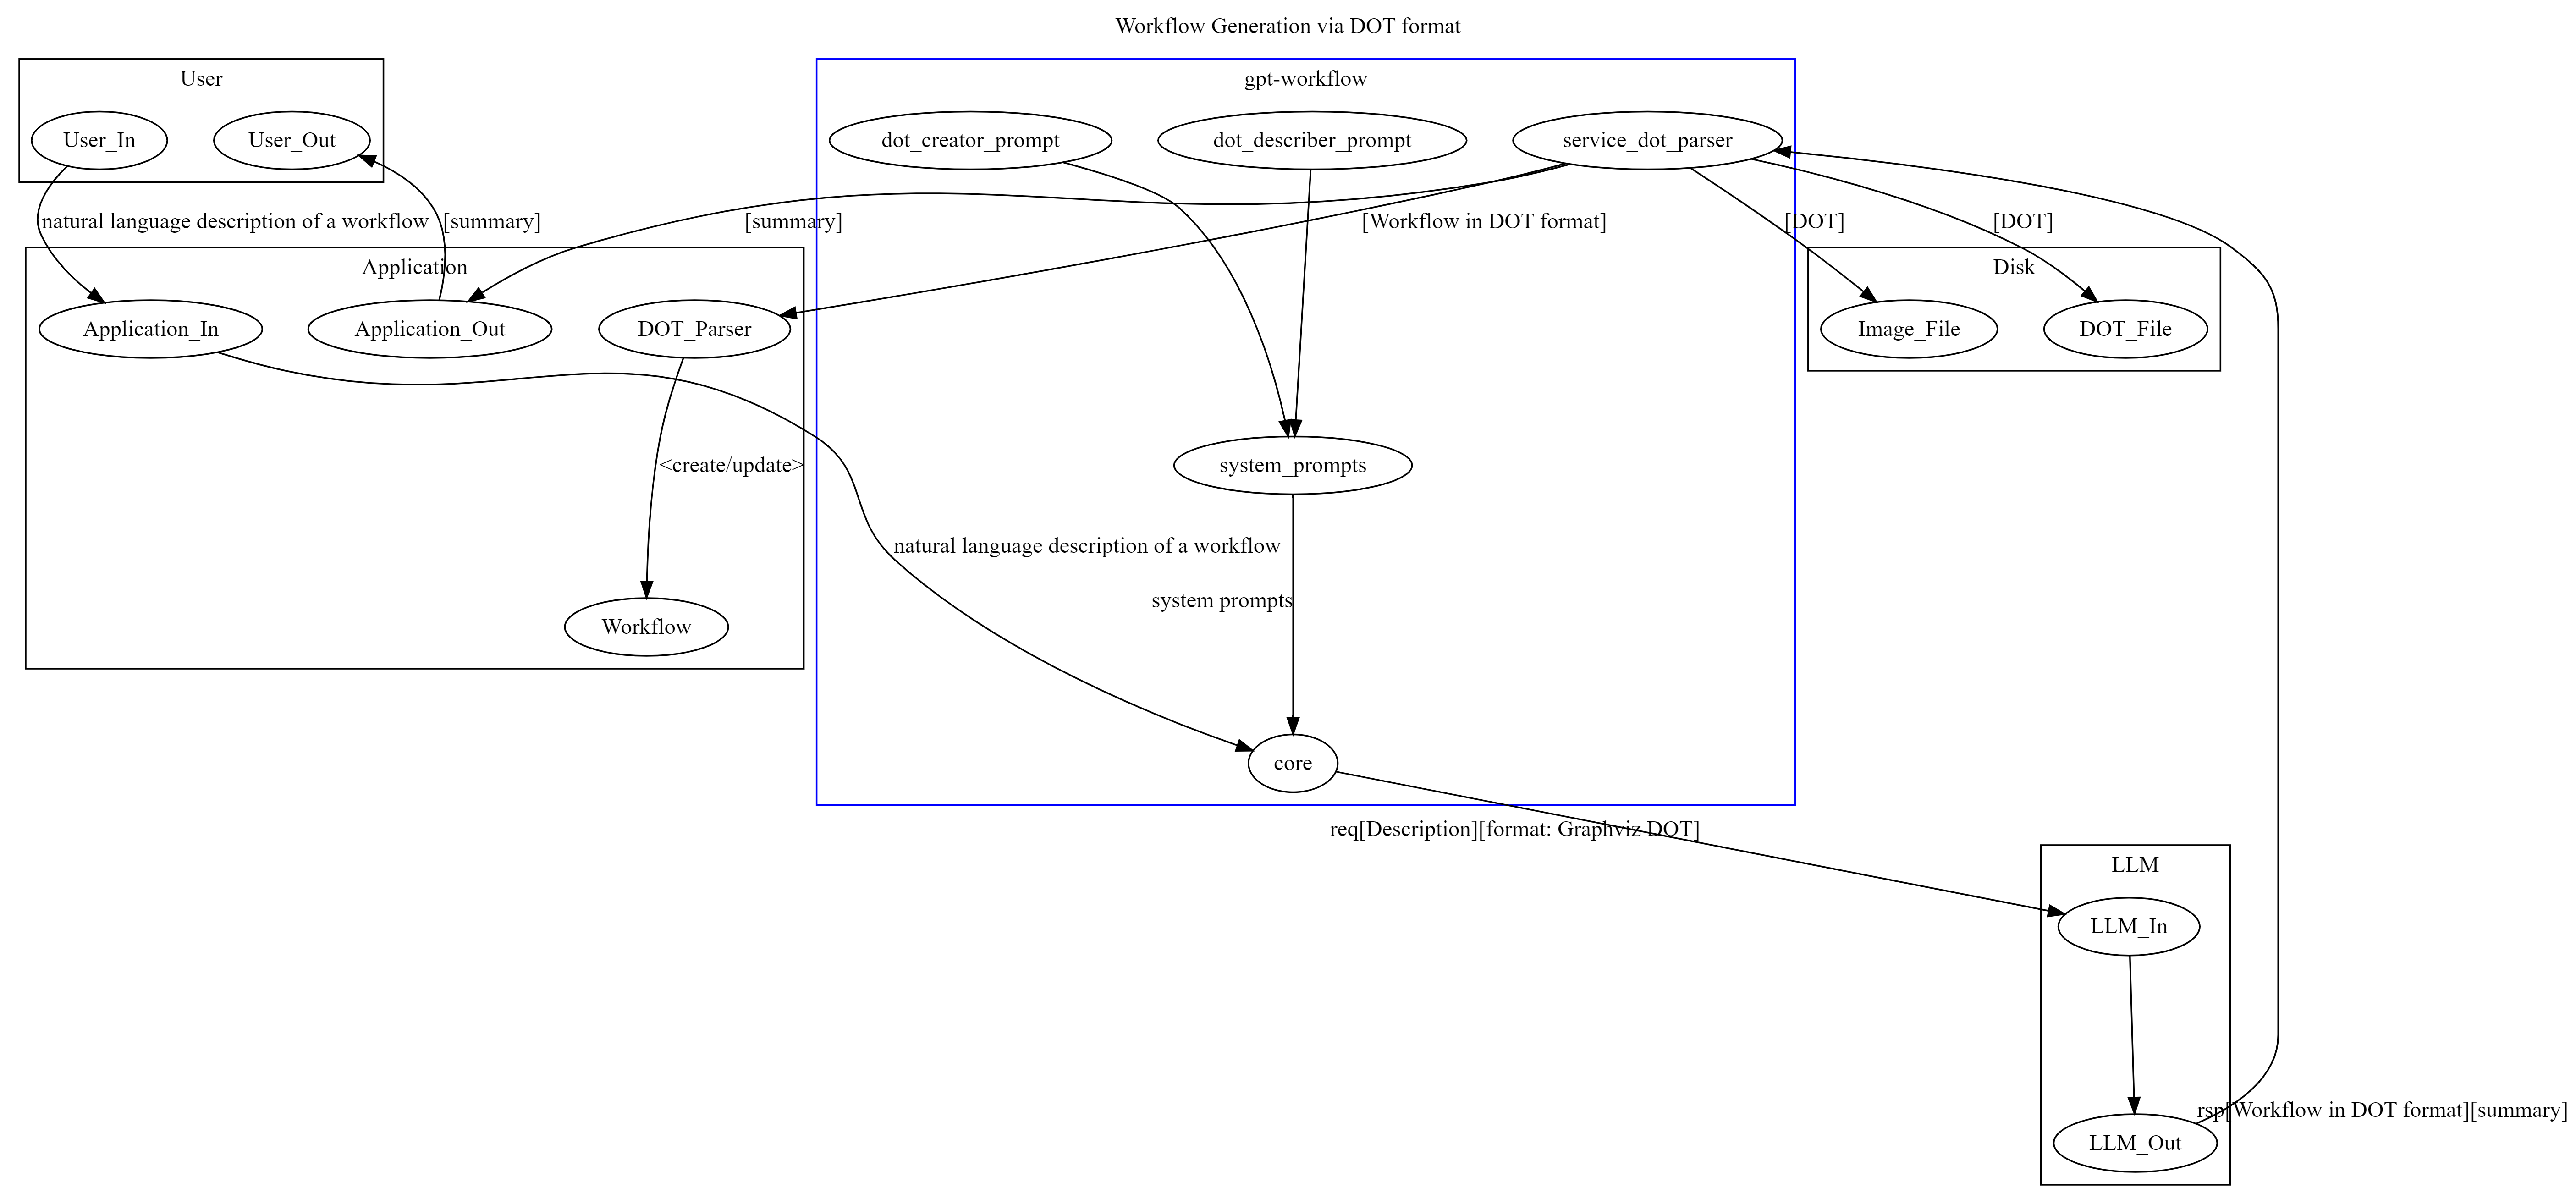 Workflow Generation via DOT format
User
gpt-workflow
User_In
User_Out
dot_creator_prompt
dot_describer_prompt
service_dot_parser
natural language description of a workflow
[summary]
[summary]
[Workflow in DOT format]
[DOT]
[DOT]
Application
Disk
Application_In
Application_Out
DOT_Parser
Image_File
DOT_File
<create/update>
system_prompts
natural language description of a workflow
system prompts
Workflow
core
req[Description][format: Graphviz DOT]
LLM
LLM_In
rsp[Workflow in DOT format][summary]
LLM_Out